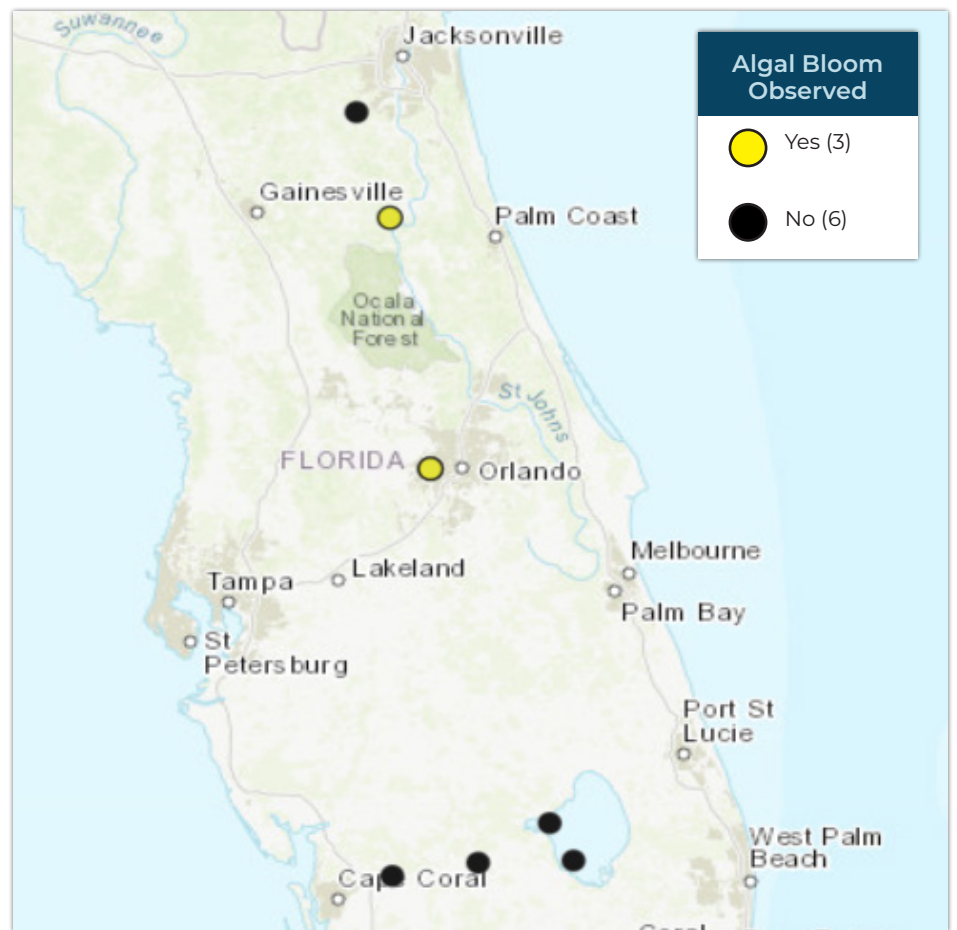 Suwannee
Jacksonville
Algal Bloom
Observed
Yes (3)
No (6)
Gainesville
Palm Coast
Ocala
National
Forest
St Johns
FLORIDA
Orlando
Melbourne
Lakeland
Tampa
Palm Bay
St
Petersburg
Port St
Lucie
West Palm
Beach
Cape Coral
Coral